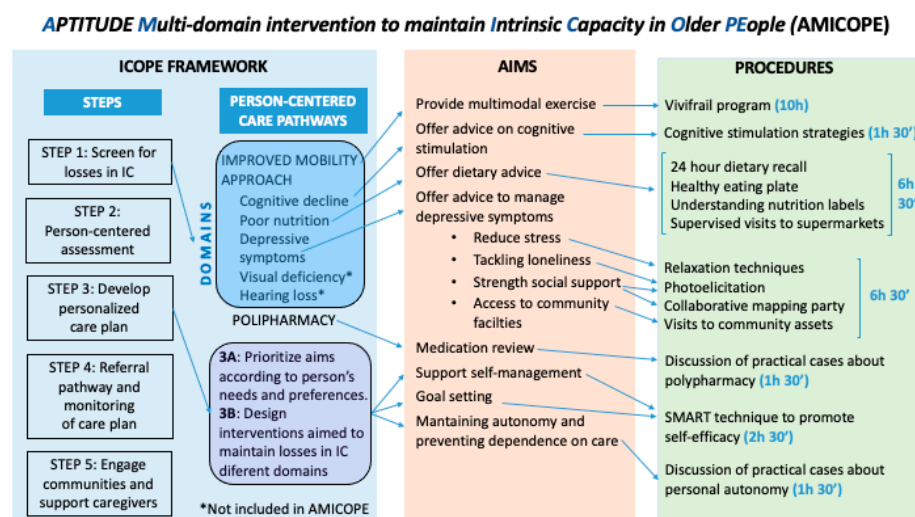 APTITUDE Multi-domain intervention to maintain Intrinsic Capacity in Older PEople (AMICOPE)
ICOPE FRAMEWORK
STEPS
STEP 1: Screen for
losses in IC
STEP 2:
Person-centered
assessment
STEP 3: Develop
personalized
care plan
STEP 4: Referral
pathway and
monitoring
of care plan
STEP 5: Engage
communities and
support caregivers
PERSON-CENTERED
CARE PATHWAYS
DOMAINS
IMPROVED MOBILITY
APPROACH
Cognitive decline
Poor nutrition
Depressive
symptoms
Visual deficiency*
Hearing loss*
POLIPHARMACY
3A: Prioritize aims
according to person's
needs and preferences.
3B: Design
interventions aimed to
maintain losses in IC
diferent domains
*Not included in AMICOPE
AIMS
Provide multimodal exercise
Offer advice on cognitive
stimulation
Offer dietary advice
Offer advice to manage
depressive symptoms
• Reduce stress
• Tackling loneliness
• Strength social support
• Access to community
facilties
Medication review
Support self-management
Goal setting
Mantaining autonomy and
preventing dependence on care
PROCEDURES
Vivifrail program (10h)
Cognitive stimulation strategies (1h 30')
24 hour dietary recall
Healthy eating plate
Understanding nutrition labels
Supervised visits to supermarkets
6h
30'
Relaxation techniques
Photoelicitation
Collaborative mapping party
Visits to community assets
6h 30'
Discussion of practical cases about
polypharmacy (1h 30')
SMART technique to promote
self-efficacy (2h 30')
Discussion of practical cases about
personal autonomy (1h 30')